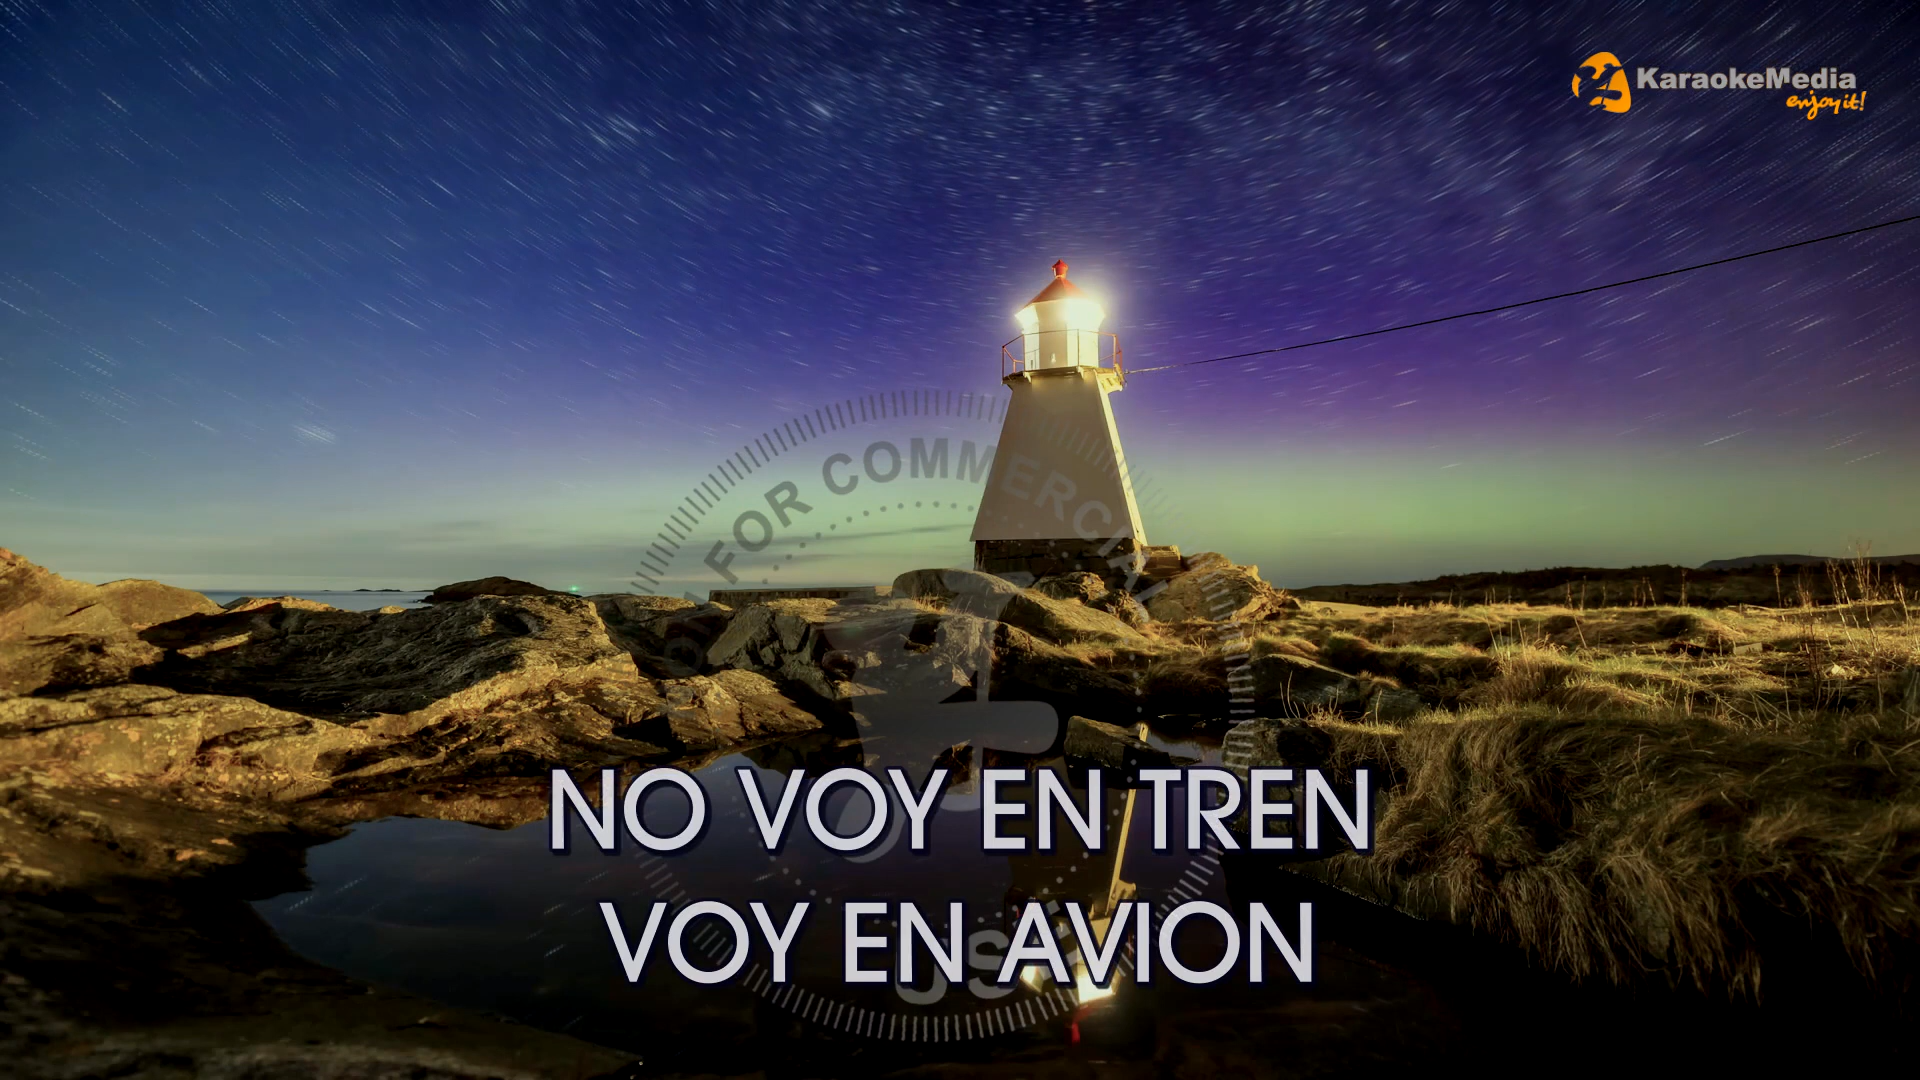 KaraokeMedia
enjoy it!
FOR COMMERCIAL
NO VOY EN TREN
VOY EN AVION